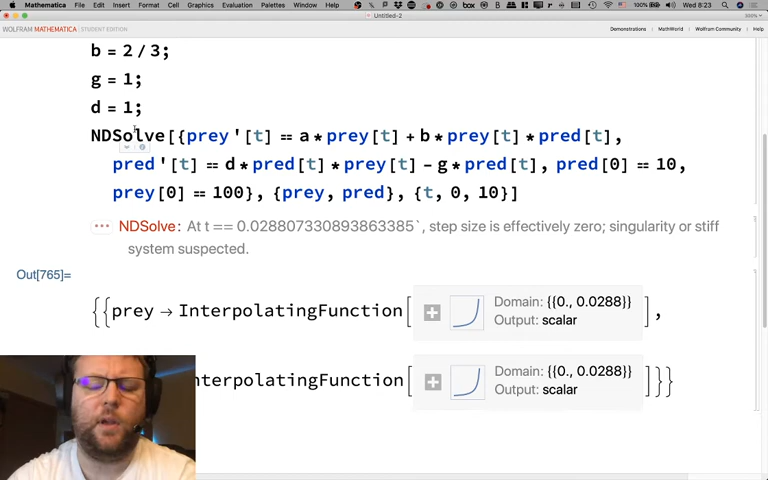 Mathematica File Edit Insert Format Cell Graphics Evaluation Palettes Window Help 100% Wed 8:23
Untitled-2
WOLFRAM MATHEMATICA | STUDENT EDITION Demonstrations | MathWorld | Wolfram Community | Help
b = 2 / 3;
g = 1;
d = 1;
NDSolve[{prey '[t] == a * prey[t] + b * prey[t] * pred[t],
pred '[t] == d * pred[t] * prey[t] - g * pred[t], pred[0] == 10,
prey[0] == 100}, {prey, pred}, {t, 0, 10}]
··· NDSolve: At t == 0.028807330893863385`, step size is effectively zero; singularity or stiff
system suspected.
Out[765]=
{{prey → InterpolatingFunction[ Domain: {{0., 0.0288}}
Output: scalar ],
nterpolatingFunction[ Domain: {{0., 0.0288}}
Output: scalar ]}}